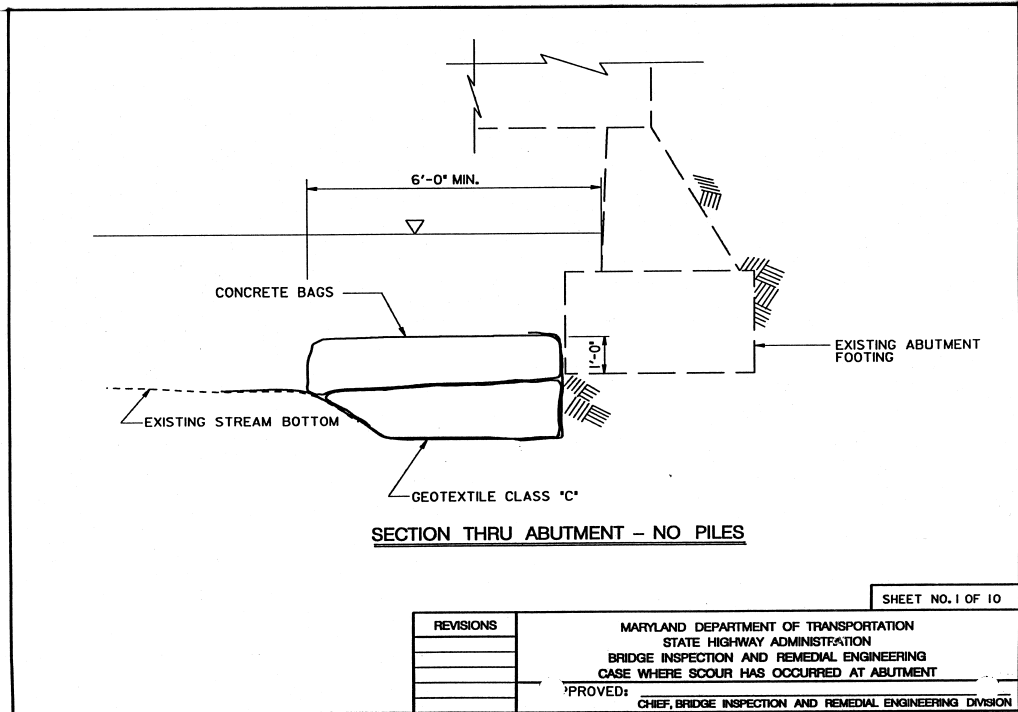 6'-0" MIN.
CONCRETE BAGS
1'-0"
EXISTING ABUTMENT
FOOTING
EXISTING STREAM BOTTOM
GEOTEXTILE CLASS "C"
SECTION THRU ABUTMENT - NO PILES
SHEET NO. 1 OF 10
REVISIONS
MARYLAND DEPARTMENT OF TRANSPORTATION
STATE HIGHWAY ADMINISTRATION
BRIDGE INSPECTION AND REMEDIAL ENGINEERING
CASE WHERE SCOUR HAS OCCURRED AT ABUTMENT
PPROVED:
CHIEF, BRIDGE INSPECTION AND REMEDIAL ENGINEERING DIVISION